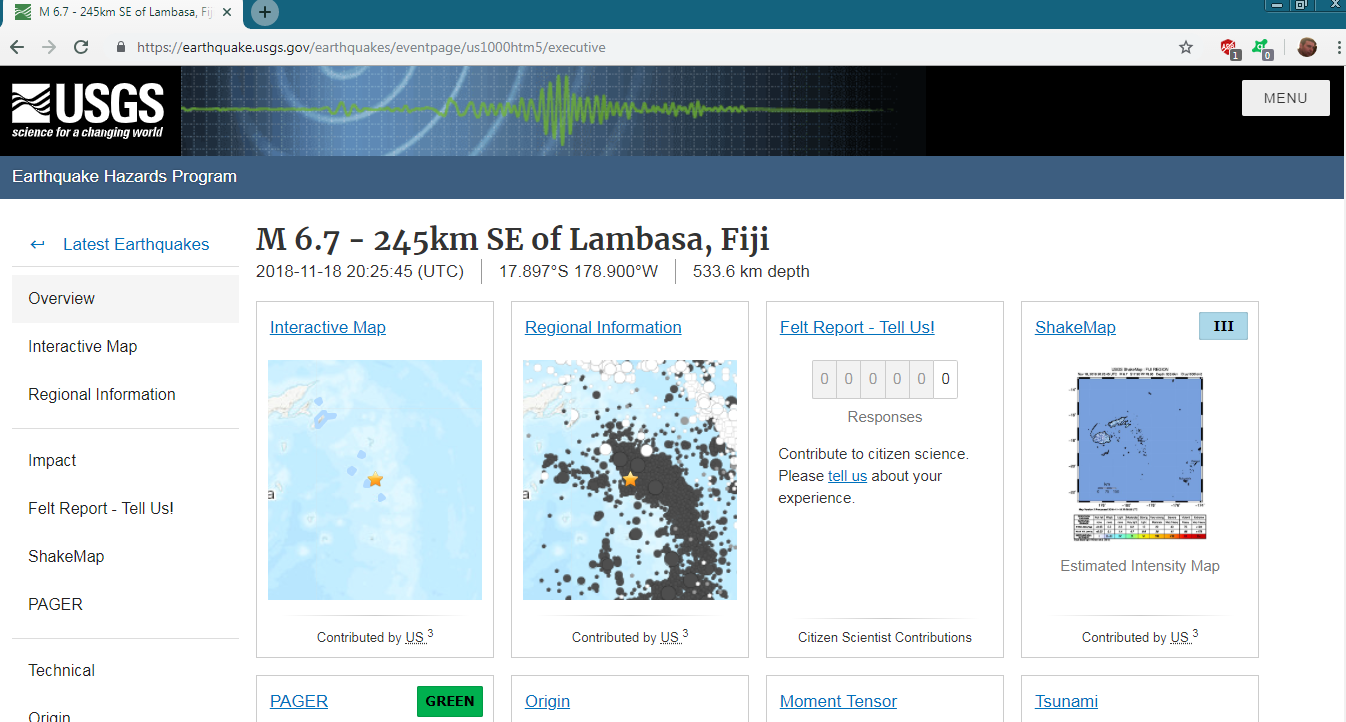 M 6.7 - 245km SE of Lambasa, Fij
https://earthquake.usgs.gov/earthquakes/eventpage/us1000htm5/executive
1
0
USGS
science for a changing world
MENU
Earthquake Hazards Program
Latest Earthquakes
Overview
Interactive Map
Regional Information
Impact
Felt Report - Tell Us!
ShakeMap
PAGER
Technical
Origin
M 6.7 - 245km SE of Lambasa, Fiji
2018-11-18 20:25:45 (UTC)
17.897°S 178.900°W
533.6 km depth
Interactive Map
a
Contributed by US 3
Regional Information
a
Contributed by US 3
Felt Report - Tell Us!
0 0 0 0 0 0
Responses
Contribute to citizen science.
Please tell us about your
experience.
Citizen Scientist Contributions
ShakeMap
III
Estimated Intensity Map
Contributed by US 3
PAGER
GREEN
Origin
Moment Tensor
Tsunami